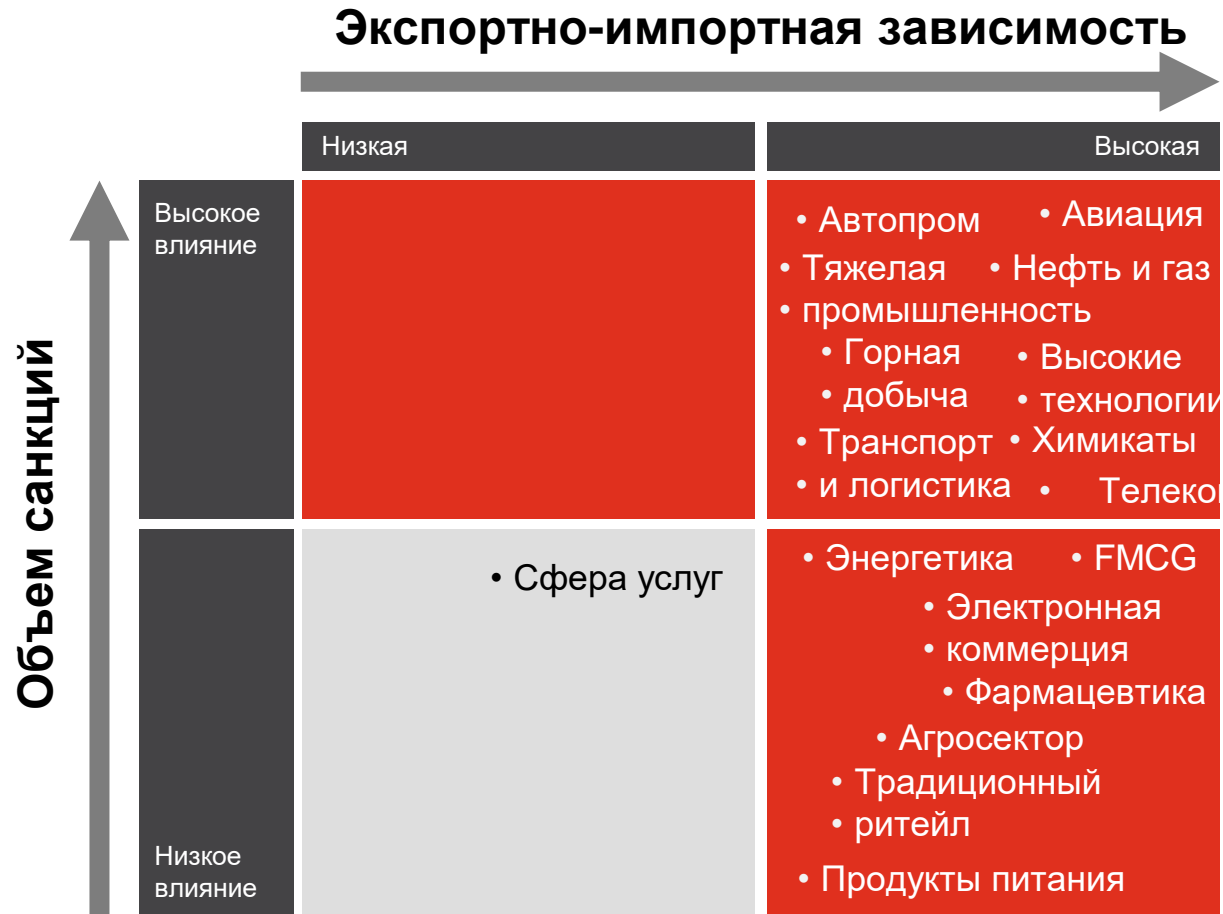 Экспортно-импортная зависимость
Низкая
Высокая
Объем санкций
Высокое
влияние
• Автопром
• Авиация
• Тяжелая
• Нефть и газ
• промышленность
• Горная
• Высокие
• добыча
• технологии
• Транспорт
• Химикаты
• и логистика
• Телеком
• Сфера услуг
• Энергетика
• FMCG
• Электронная
• коммерция
• Фармацевтика
• Агросектор
• Традиционный
• ритейл
• Продукты питания
Низкое
влияние